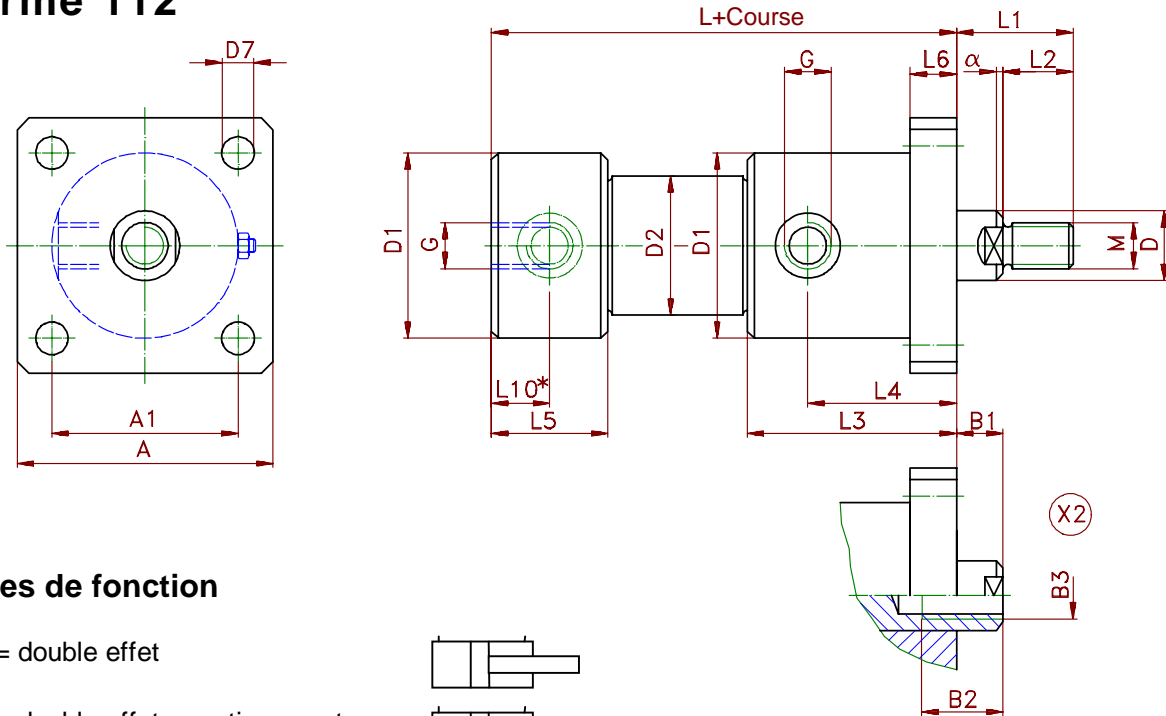 rme 112
L+Course
L1
D7
G
L6
α
L2
D1
G
D2
D1
M
D
L10*
L4
A1
L5
L3
B1
A
X2
es de fonction
B3
= double effet
B2